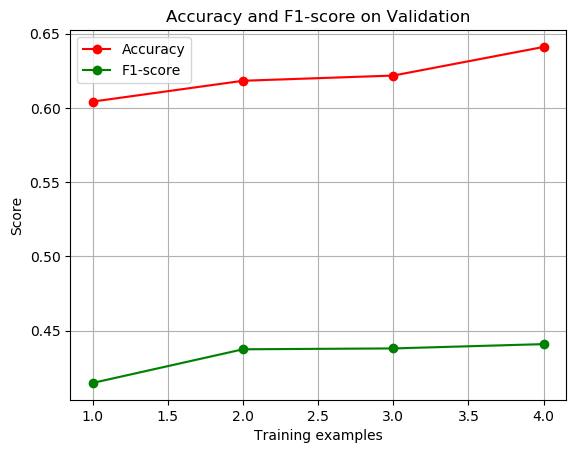 Accuracy and F1-score on Validation
Accuracy
F1-score
0.65
0.60
0.55
0.50
0.45
Score
1.0 1.5 2.0 2.5 3.0 3.5 4.0
Training examples